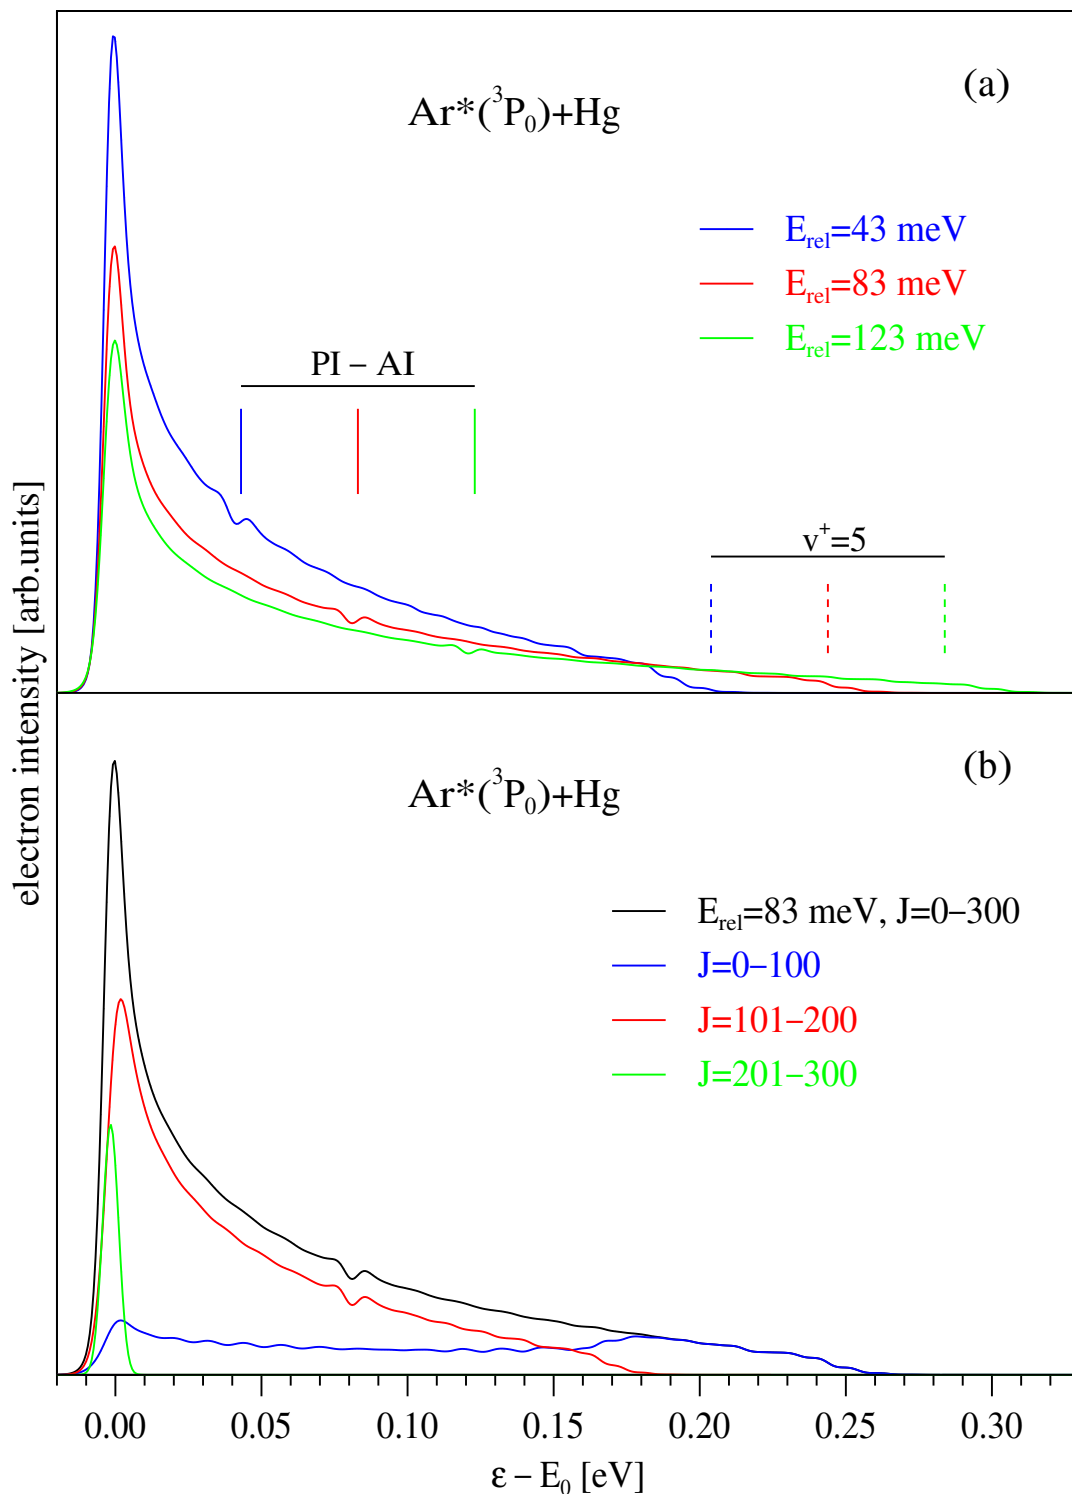 (a)
Ar*(³P₀)+Hg
E_rel=43 meV
E_rel=83 meV
E_rel=123 meV
PI – AI
v⁺=5
electron intensity [arb.units]
(b)
Ar*(³P₀)+Hg
E_rel=83 meV, J=0–300
J=0–100
J=101–200
J=201–300
0.00 0.05 0.10 0.15 0.20 0.25 0.30
ε – E₀ [eV]